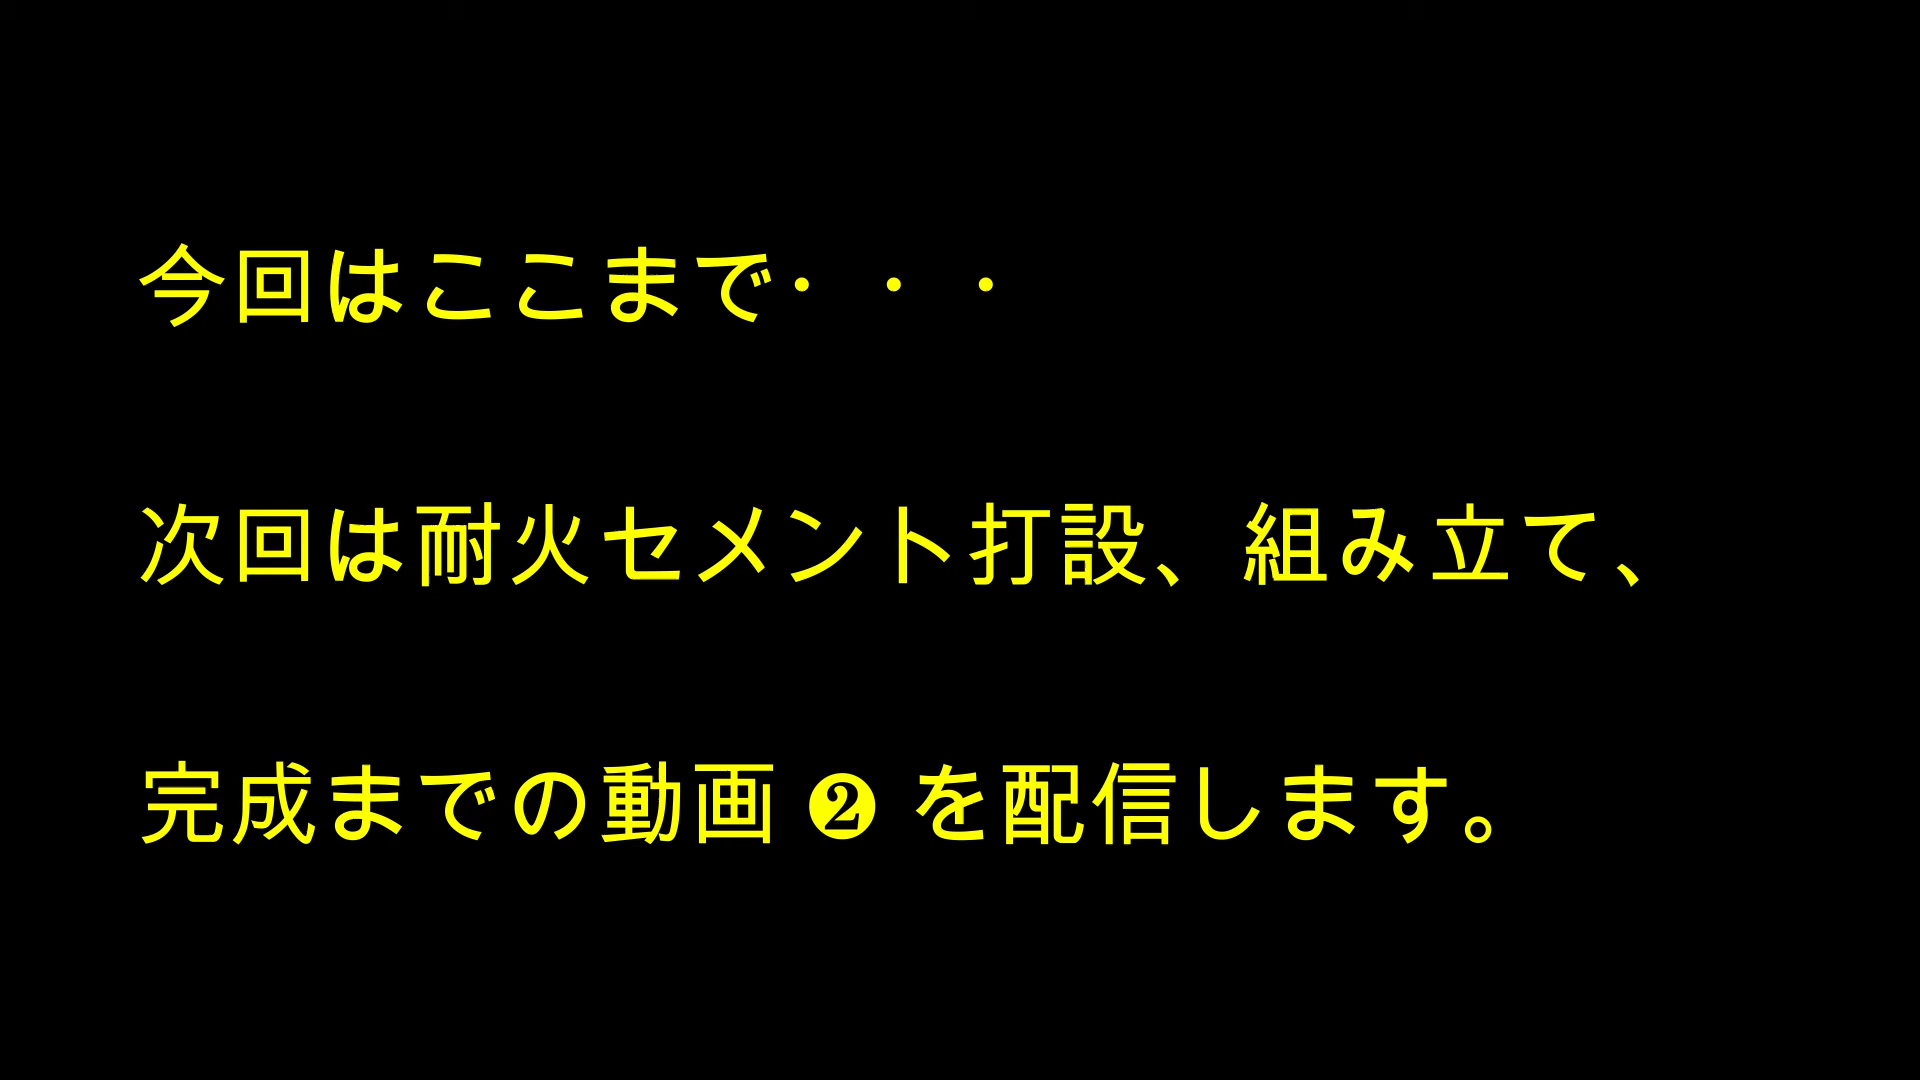 今回はここまで・・・
次回は耐火セメント打設、組み立て、
完成までの動画 ❷ を配信します。